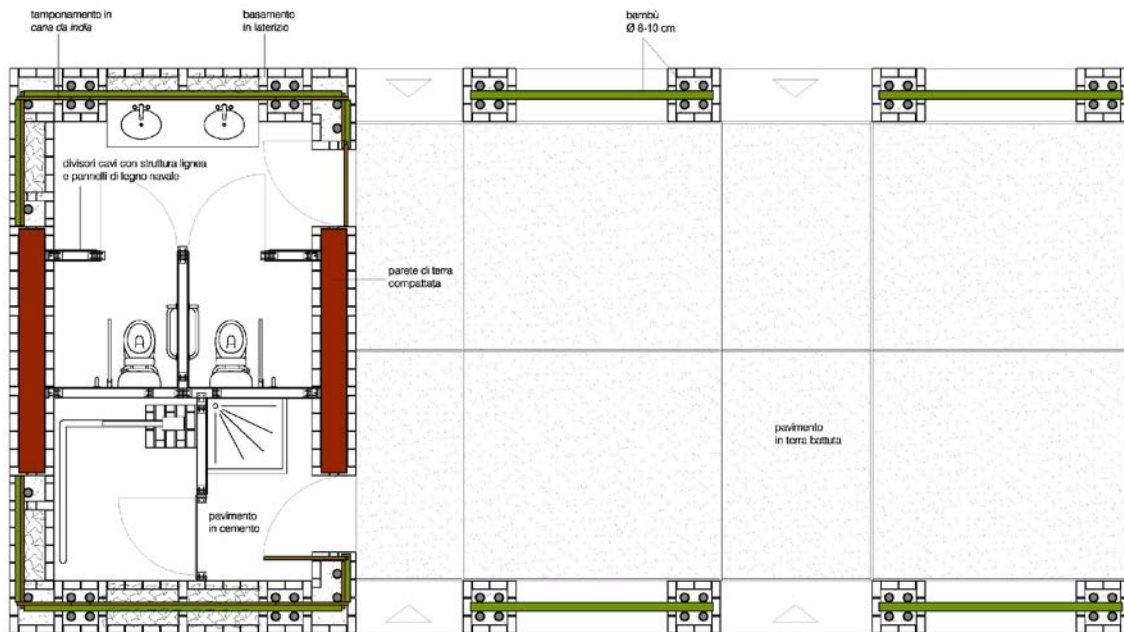 tamponamento in
cana da india
basamento
in laterizio
bambù
Ø 8-10 cm
divisori cavi con struttura lignea
e pannelli di legno navale
parete di terra
compattata
pavimento
in terra battuta
pavimento
in cemento